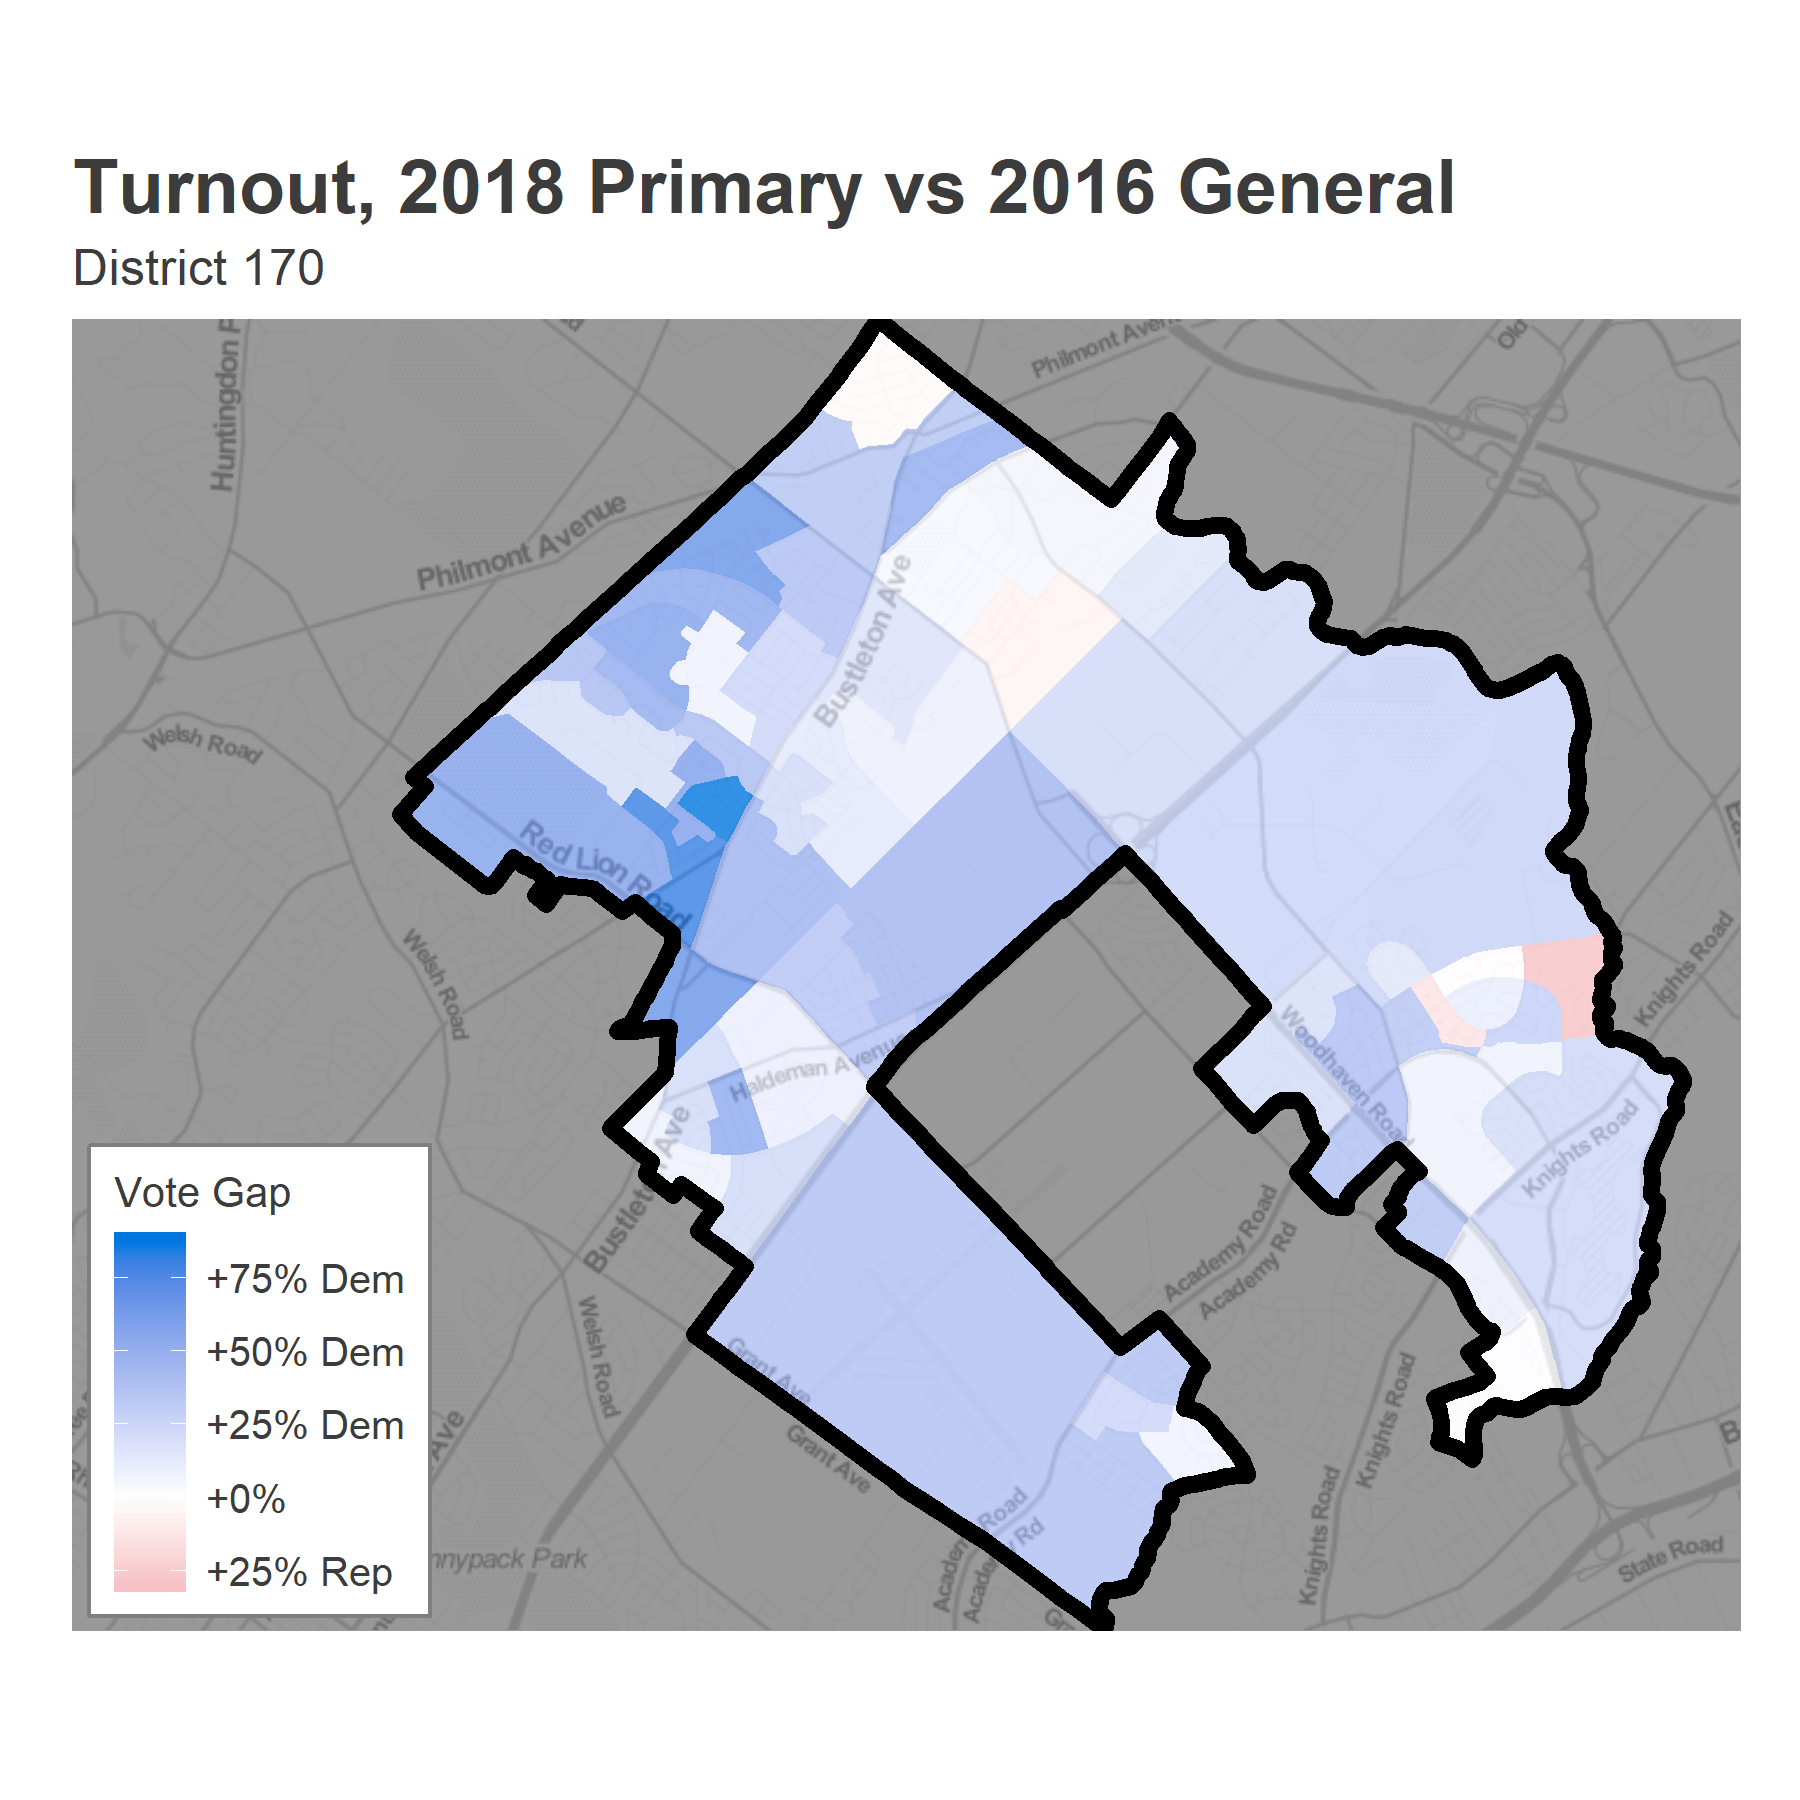 Turnout, 2018 Primary vs 2016 General
District 170
Philmont Aven
Old
Huntingdon P
Philmont Avenue
Bustleton Ave
Welsh Road
Red Lion Road
Welsh Road
Knights Road
Woodhaven Road
Haldeman Avenue
Knights Road
Bustleton Ave
Academy Road
Academy Rd
Welsh Road
Grant Ave
Grant Ave
Knights Road
Knights Road
Ave
Academy Road
Academy Rd
State Road
nnypack Park
Vote Gap
+75% Dem
+50% Dem
+25% Dem
+0%
+25% Rep